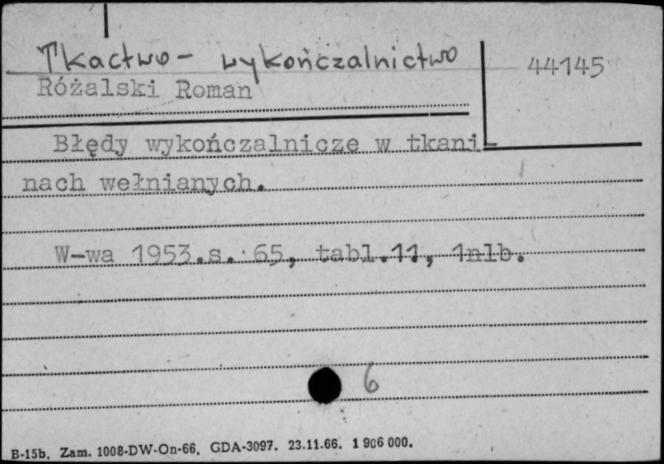 Tkactwo - wykończalnictwo
44145
Różalski Roman
Błędy wykończalnicze w tkani-
nach wełnianych.
W-wa 1953.s. 65, tabl.11, 1nlb.
6
B-15b. Zam. 1008-DW-On-66. GDA-3097. 23.11.66. 1 906 000.